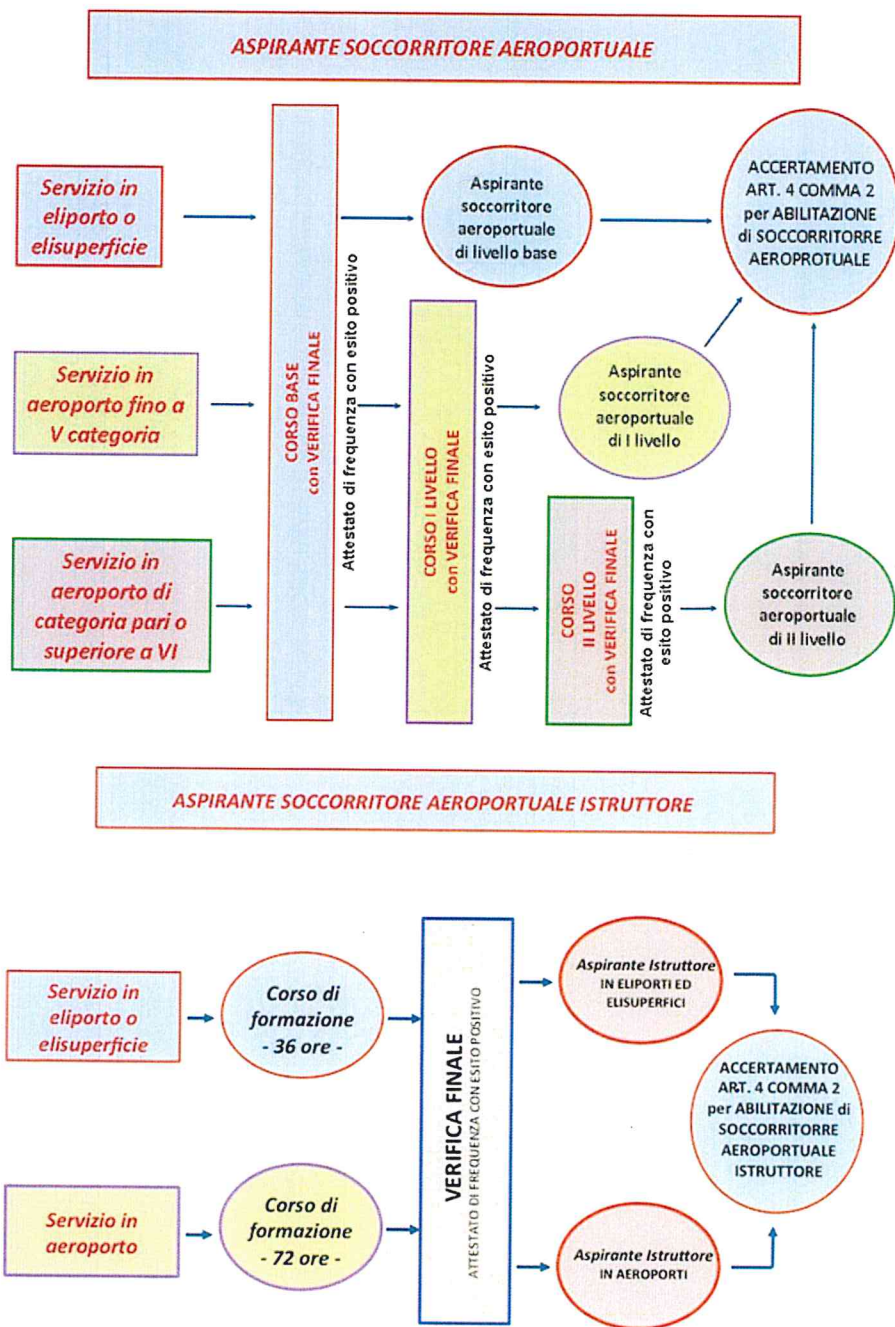 ASPIRANTE SOCCORRITORE AEROPORTUALE
Servizio in
eliporto o
elisuperficie
Servizio in
aeroporto fino a
V categoria
Servizio in
aeroporto di
categoria pari o
superiore a VI
CORSO BASE
con VERIFICA FINALE
Attestato di frequenza con esito positivo
Aspirante
soccorritore
aeroportuale
di livello base
CORSO I LIVELLO
con VERIFICA FINALE
Attestato di frequenza con esito positivo
Aspirante
soccorritore
aeroportuale
di I livello
CORSO
II LIVELLO
con VERIFICA FINALE
Attestato di frequenza con
esito positivo
Aspirante
soccorritore
aeroportuale
di II livello
ACCERTAMENTO
ART. 4 COMMA 2
per ABILITAZIONE
di SOCCORRITORRE
AEROPROTUALE
ASPIRANTE SOCCORRITORE AEROPORTUALE ISTRUTTORE
Servizio in
eliporto o
elisuperficie
Corso di
formazione
- 36 ore -
Servizio in
aeroporto
Corso di
formazione
- 72 ore -
VERIFICA FINALE
ATTESTATO DI FREQUENZA CON ESITO POSITIVO
Aspirante Istruttore
IN ELIPORTI ED
ELISUPERFICI
Aspirante Istruttore
IN AEROPORTI
ACCERTAMENTO
ART. 4 COMMA 2
per ABILITAZIONE di
SOCCORRITORRE
AEROPORTUALE
ISTRUTTORE